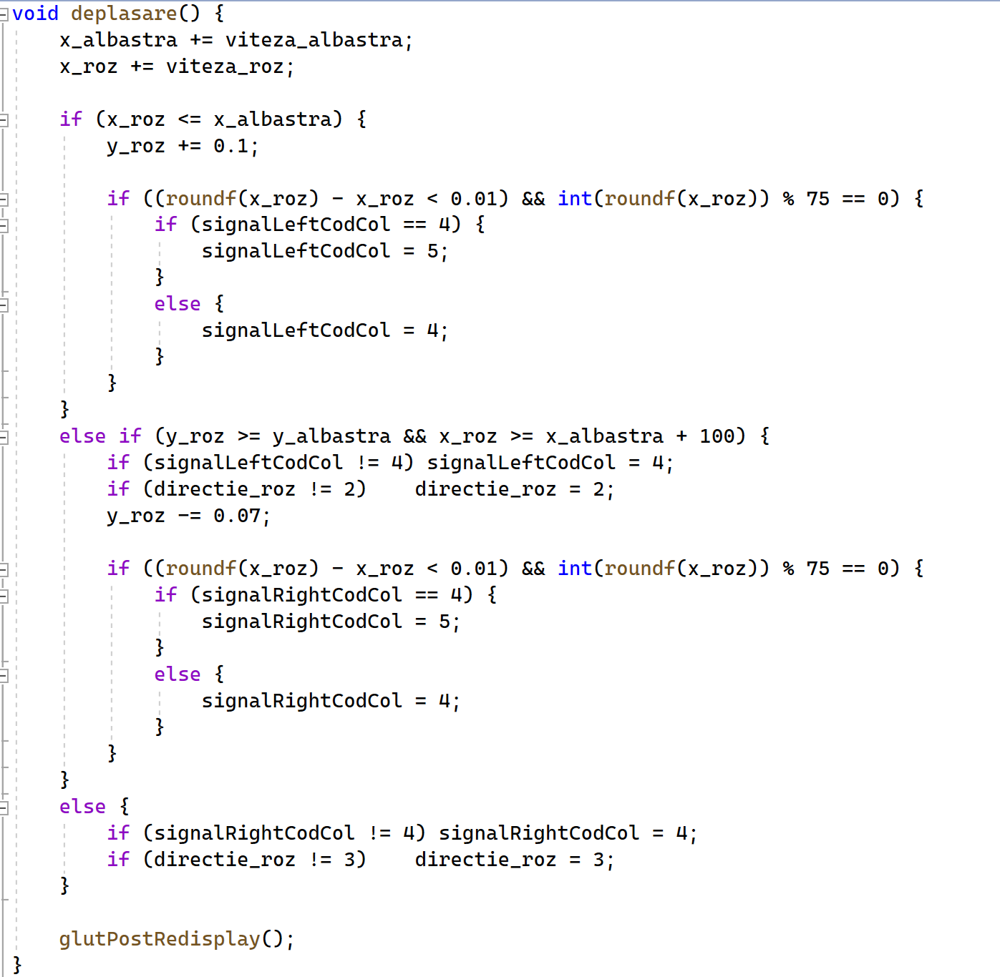 void deplasare() {
    x_albastra += viteza_albastra;
    x_roz += viteza_roz;

    if (x_roz <= x_albastra) {
        y_roz += 0.1;

        if ((roundf(x_roz) - x_roz < 0.01) && int(roundf(x_roz)) % 75 == 0) {
            if (signalLeftCodCol == 4) {
                signalLeftCodCol = 5;
            }
            else {
                signalLeftCodCol = 4;
            }
        }
    }
    else if (y_roz >= y_albastra && x_roz >= x_albastra + 100) {
        if (signalLeftCodCol != 4) signalLeftCodCol = 4;
        if (directie_roz != 2)    directie_roz = 2;
        y_roz -= 0.07;

        if ((roundf(x_roz) - x_roz < 0.01) && int(roundf(x_roz)) % 75 == 0) {
            if (signalRightCodCol == 4) {
                signalRightCodCol = 5;
            }
            else {
                signalRightCodCol = 4;
            }
        }
    }
    else {
        if (signalRightCodCol != 4) signalRightCodCol = 4;
        if (directie_roz != 3)    directie_roz = 3;
    }

    glutPostRedisplay();
}